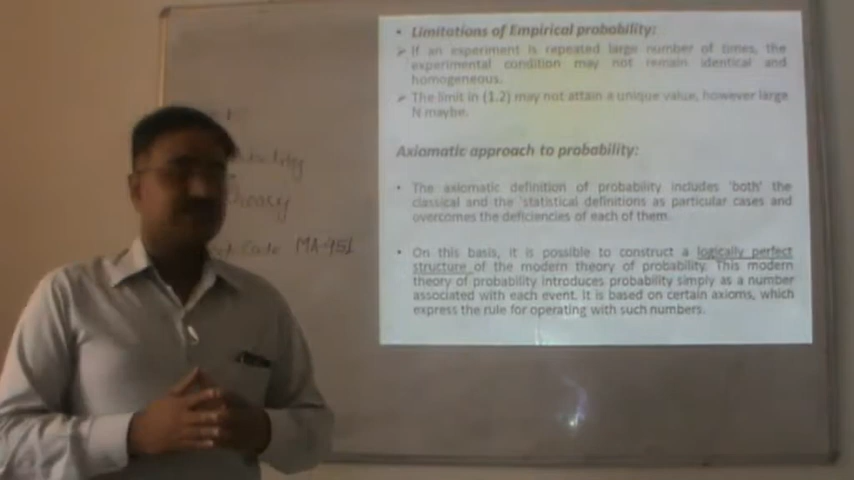 • Limitations of Empirical probability:
➢ If an experiment is repeated large number of times, the
experimental condition may not remain identical and
homogeneous.
➢ The limit in (1.2) may not attain a unique value, however large
N maybe.
Axiomatic approach to probability:
• The axiomatic definition of probability includes 'both' the
classical and the 'statistical definitions as particular cases and
overcomes the deficiencies of each of them.
• On this basis, it is possible to construct a logically perfect
structure of the modern theory of probability. This modern
theory of probability introduces probability simply as a number
associated with each event. It is based on certain axioms, which
express the rule for operating with such numbers.
Code MA-951